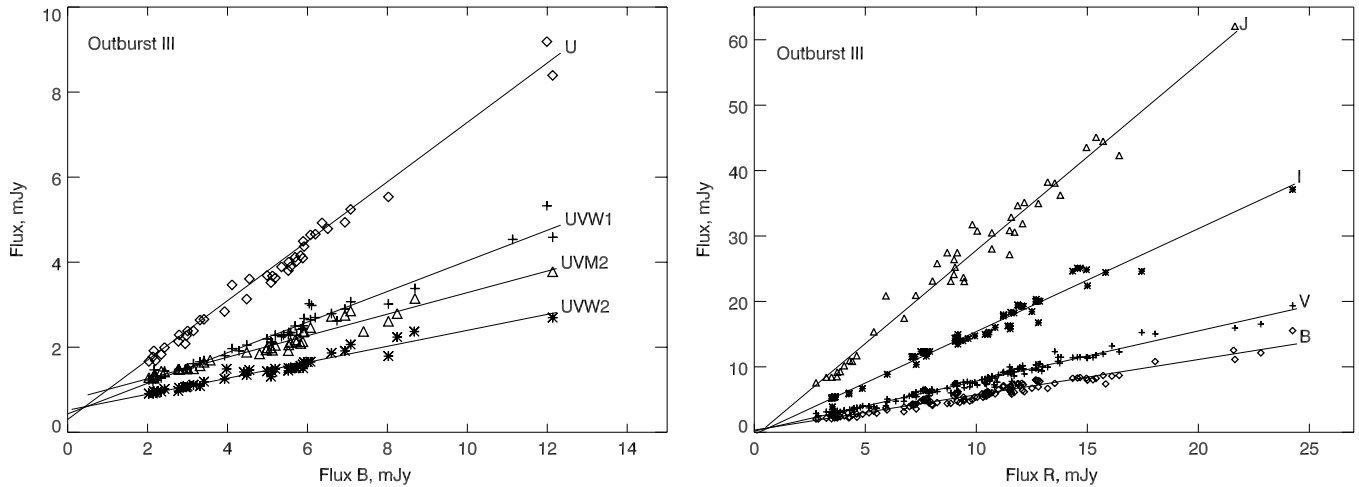 Outburst III
U
UVW1
UVM2
UVW2
10
8
6
4
2
0
0 2 4 6 8 10 12 14
Flux, mJy
Flux B, mJy
Outburst III
J
I
V
B
60
50
40
30
20
10
0
0 5 10 15 20 25
Flux, mJy
Flux R, mJy